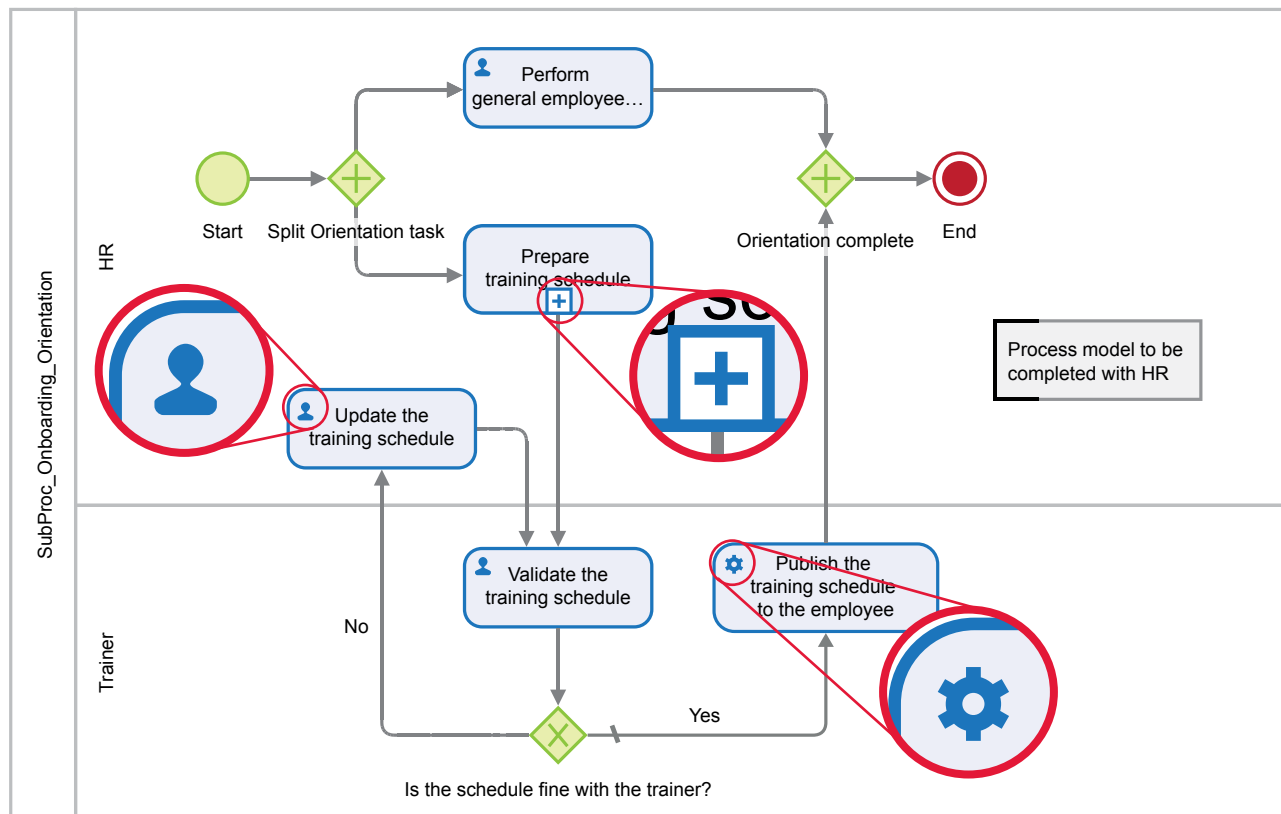 SubProc_Onboarding_Orientation
HR
Perform
general employee…
Start
Split Orientation task
Prepare
training schedule
Orientation complete
End
g sc
Process model to be
completed with HR
Update the
training schedule
Trainer
Validate the
training schedule
Publish the
training schedule
to the employee
No
Yes
Is the schedule fine with the trainer?